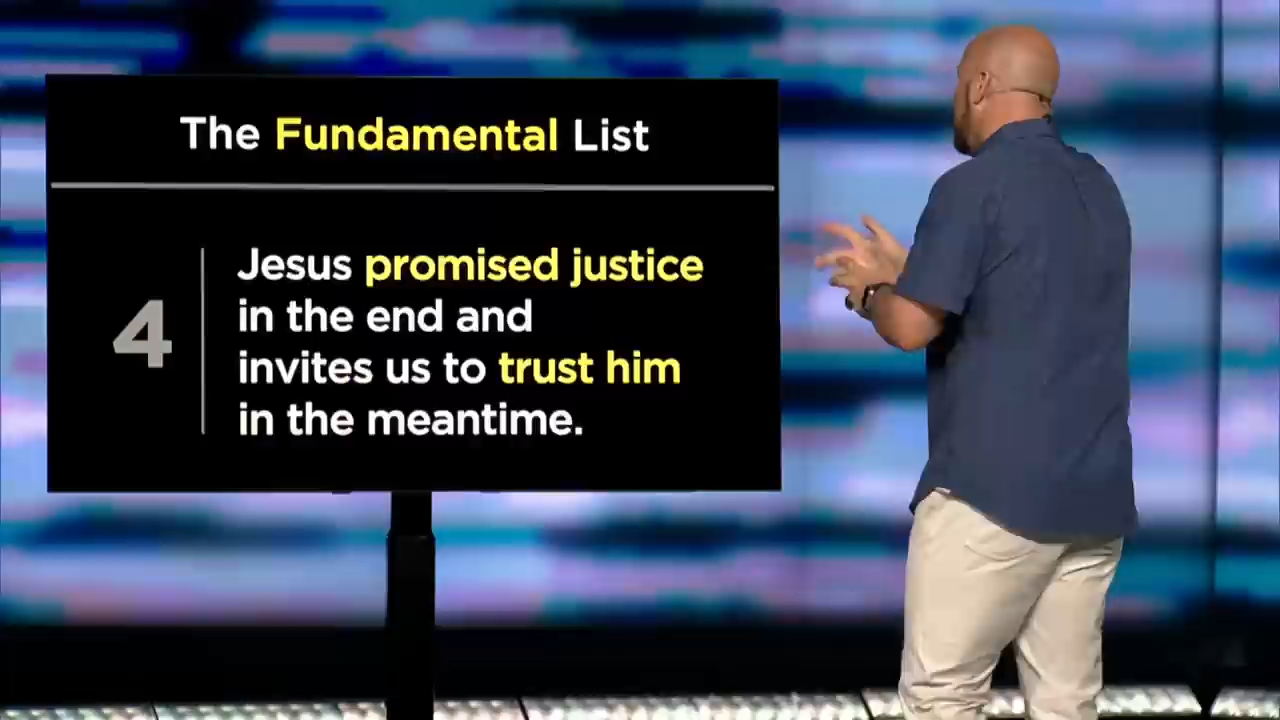 The Fundamental List
4
Jesus promised justice
in the end and
invites us to trust him
in the meantime.